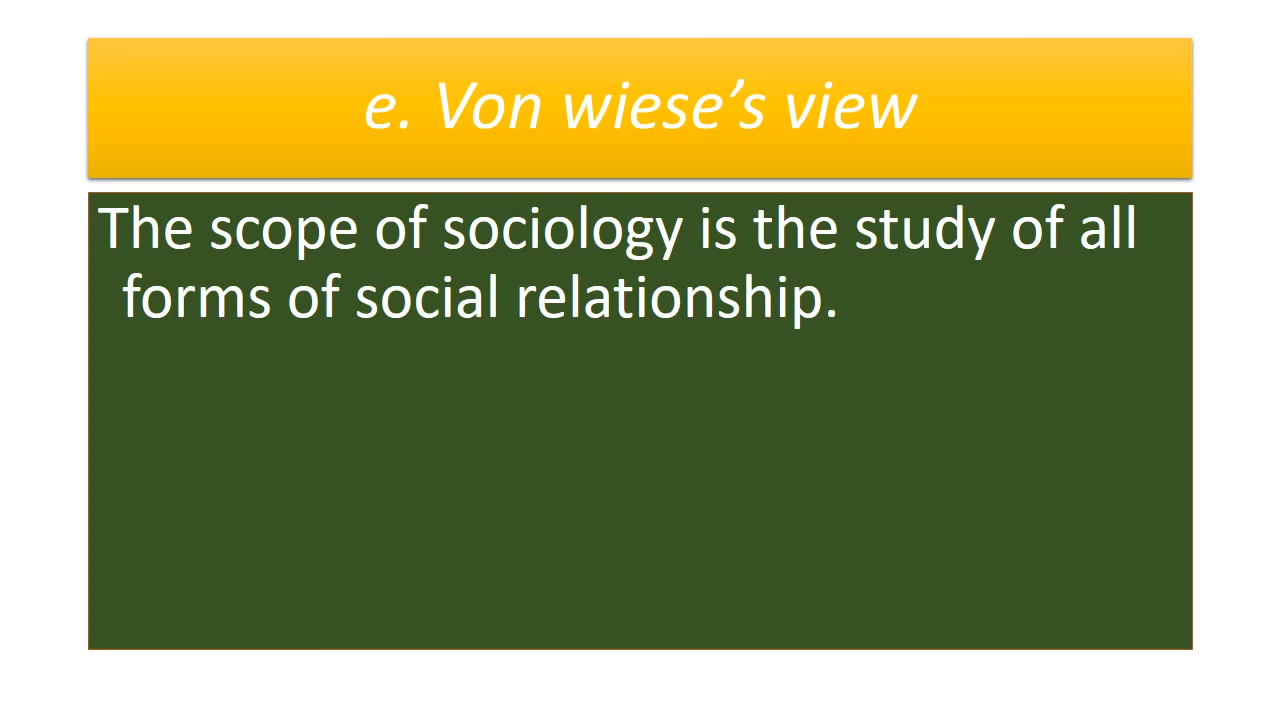 e. Von wiese’s view
The scope of sociology is the study of all
forms of social relationship.